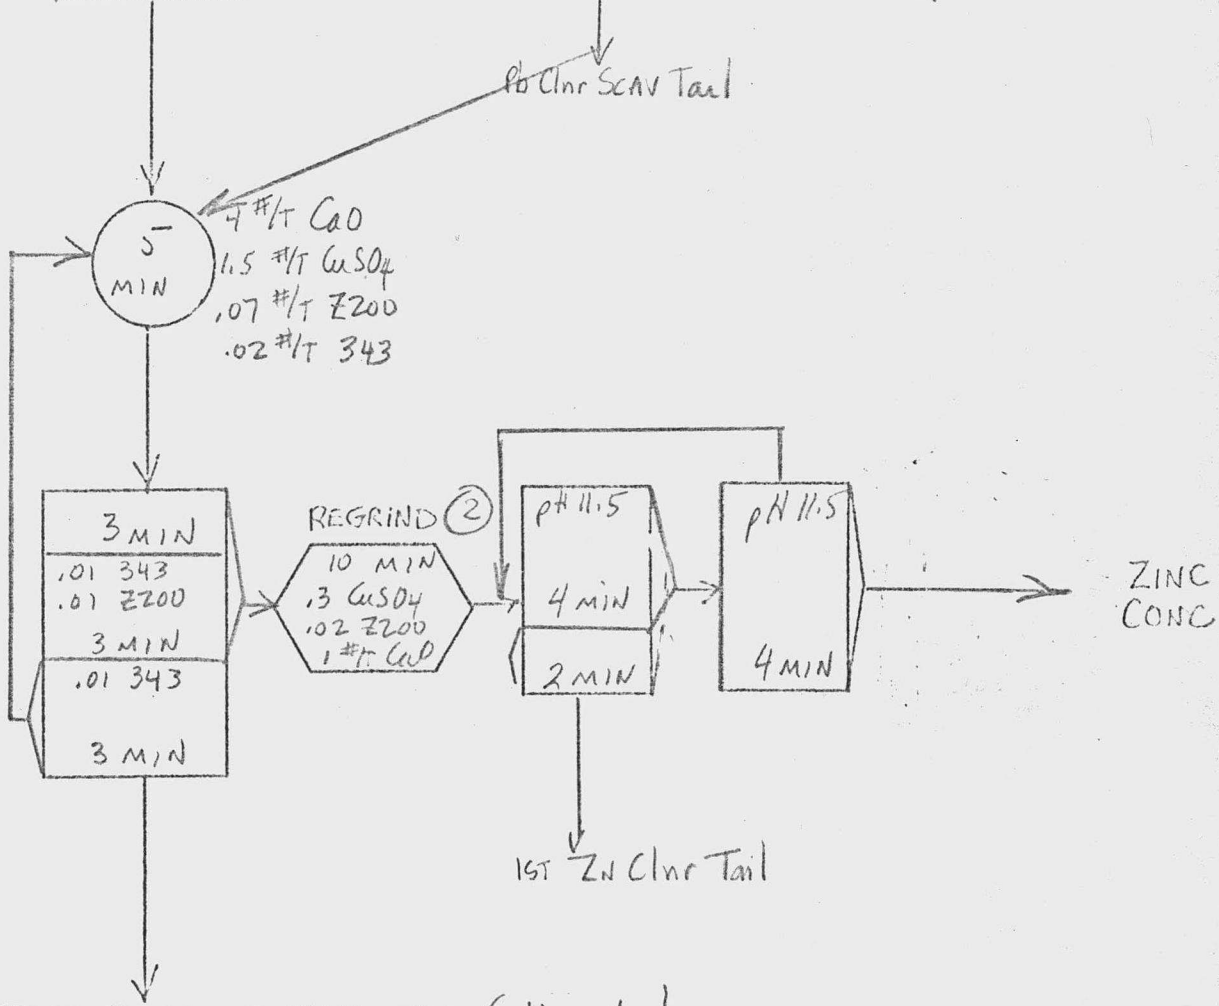 Pb Clnr Scav Tail
5
MIN
4 #/T CaO
1.5 #/T CuSO4
.07 #/T Z200
.02 #/T 343
3 MIN
.01 343
.01 Z200
3 MIN
.01 343
3 MIN
REGRIND 2
10 MIN
.3 CuSO4
.02 Z200
1 #/T
pH 11.5
4 MIN
2 MIN
pH 11.5
4 MIN
ZINC
CONC
1ST ZN Clnr Tail